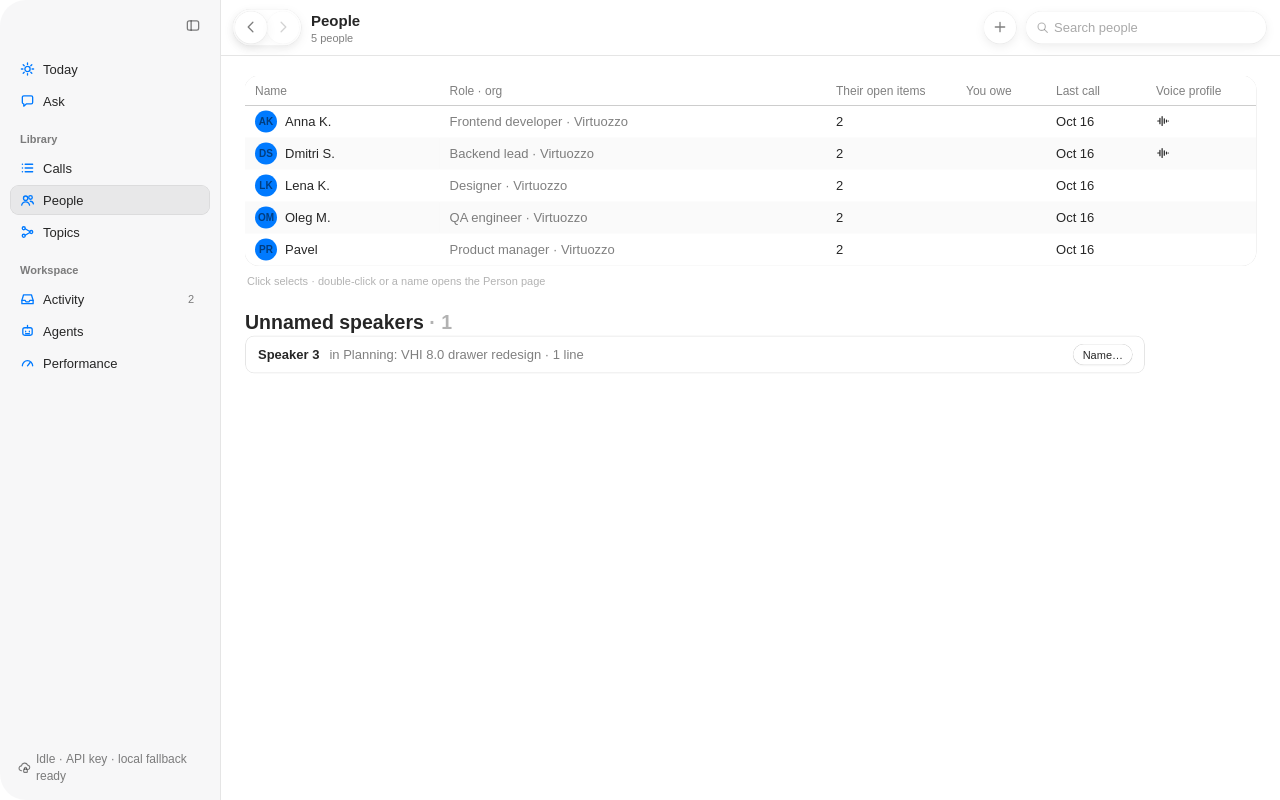 People
5 people
Search people
Today
Ask
Library
Calls
People
Topics
Workspace
Activity 2
Agents
Performance
Idle · API key · local fallback
ready
Name Role · org Their open items You owe Last call Voice profile
AK Anna K. Frontend developer · Virtuozzo 2 Oct 16
DS Dmitri S. Backend lead · Virtuozzo 2 Oct 16
LK Lena K. Designer · Virtuozzo 2 Oct 16
OM Oleg M. QA engineer · Virtuozzo 2 Oct 16
PR Pavel Product manager · Virtuozzo 2 Oct 16
Click selects · double-click or a name opens the Person page
Unnamed speakers · 1
Speaker 3 in Planning: VHI 8.0 drawer redesign · 1 line Name…